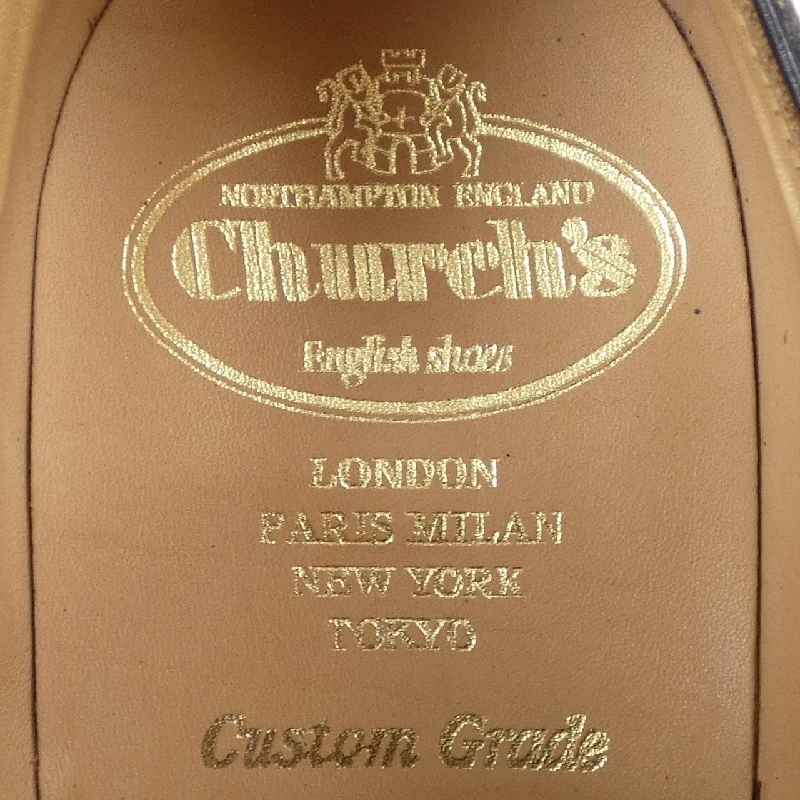 NORTHAMPTON ENGLAND
Church's
English shoes
LONDON
PARIS MILAN
NEW YORK
TOKYO
Custom Grade